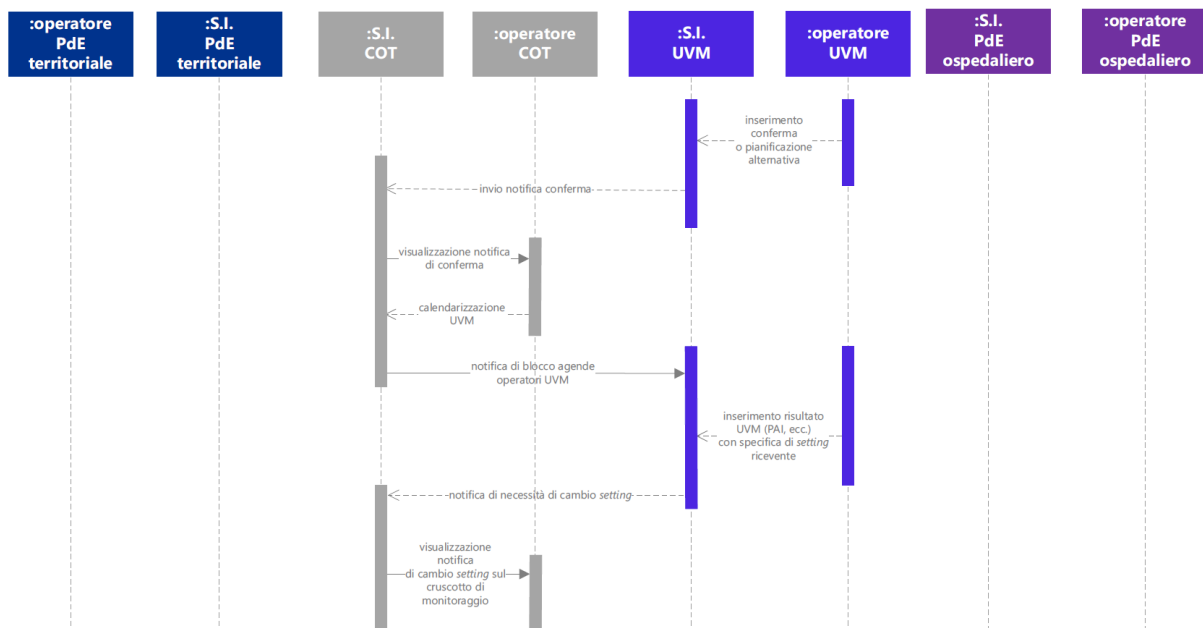 :operatore
PdE
territoriale
:S.I.
PdE
territoriale
:S.I.
COT
:operatore
COT
:S.I.
UVM
:operatore
UVM
:S.I.
PdE
ospedaliero
:operatore
PdE
ospedaliero
inserimento
conferma
o pianificazione
alternativa
invio notifica conferma
visualizzazione notifica
di conferma
calendarizzazione
UVM
notifica di blocco agende
operatori UVM
inserimento risultato
UVM (PAI, ecc.)
con specifica di setting
ricevente
notifica di necessità di cambio setting
visualizzazione
notifica
di cambio setting sul
cruscotto di
monitoraggio